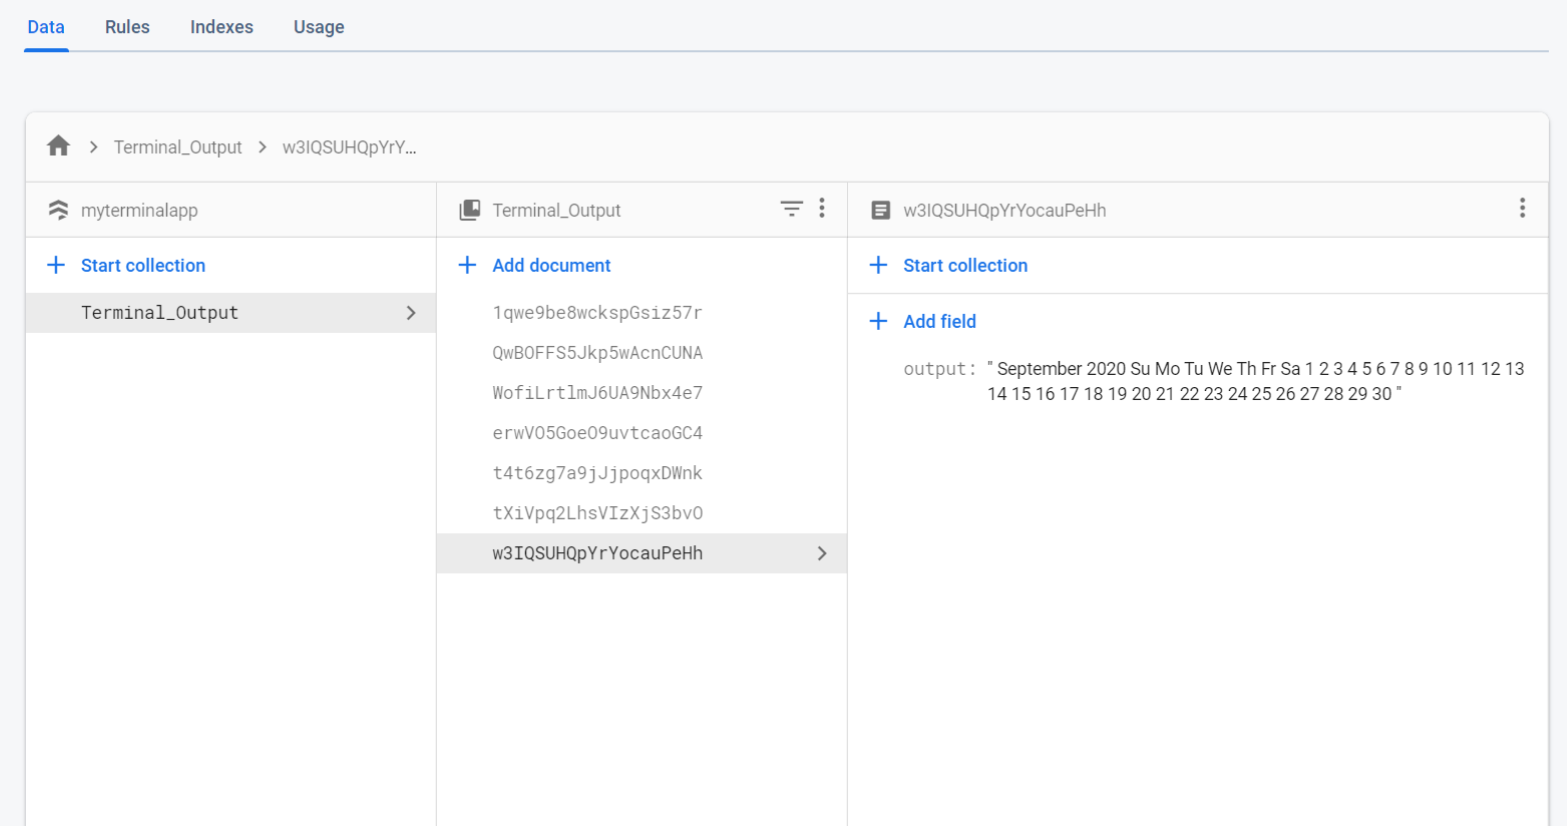 Data Rules Indexes Usage
Terminal_Output w3IQSUHQpYrY...
myterminalapp
Terminal_Output
w3IQSUHQpYrYocauPeHh
Start collection
Add document
Start collection
Terminal_Output
1qwe9be8wckspGsiz57r
QwBOFFS5Jkp5wAcnCUNA
WofiLrtlmJ6UA9Nbx4e7
erwVO5GoeO9uvtcaoGC4
t4t6zg7a9jJjpoqxDWnk
tXiVpq2LhsVIzXjS3bvO
w3IQSUHQpYrYocauPeHh
Add field
output: " September 2020 Su Mo Tu We Th Fr Sa 1 2 3 4 5 6 7 8 9 10 11 12 13
14 15 16 17 18 19 20 21 22 23 24 25 26 27 28 29 30 "